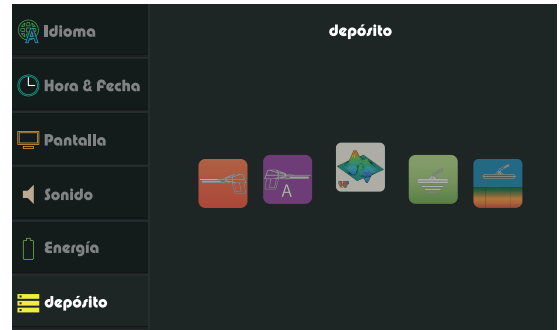 Idioma
depósito
Hora & Fecha
Pantalla
Sonido
Energía
depósito
A